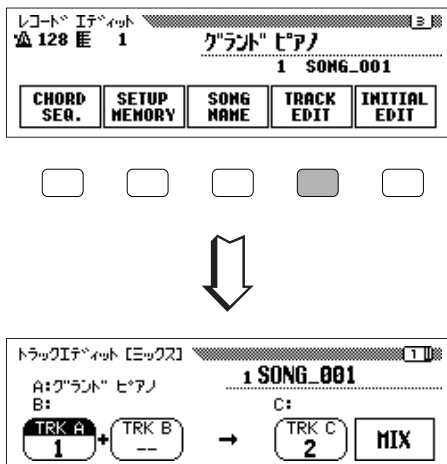 レコード エディット 3
128 1 グランド ピアノ
1 SONG_001
CHORD SEQ. SETUP MEMORY SONG NAME TRACK EDIT INITIAL EDIT
トラックエディット [ミックス] 1
1 SONG_001
A:グランド ピアノ
B: C:
TRK A TRK B TRK C
1 + -- → 2 MIX